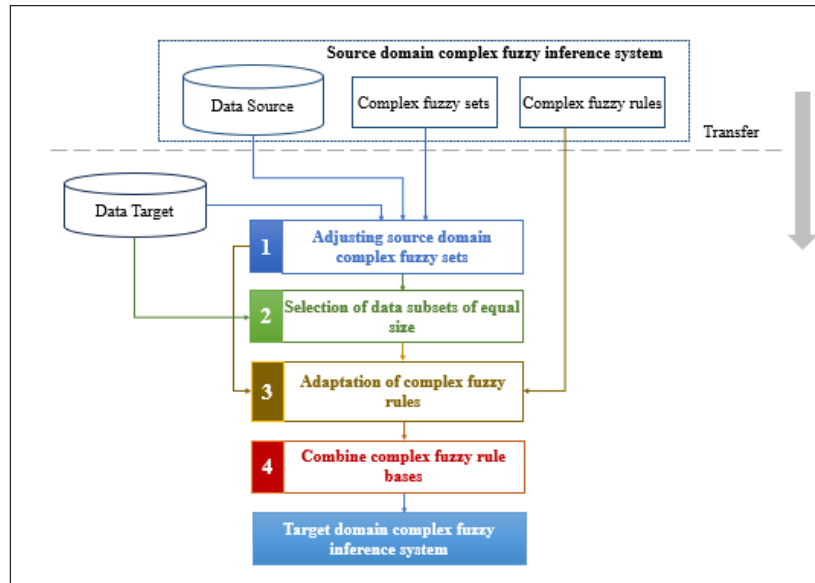 Source domain complex fuzzy inference system
Data Source
Complex fuzzy sets
Complex fuzzy rules
Transfer
Data Target
1
Adjusting source domain
complex fuzzy sets
2
Selection of data subsets of equal
size
3
Adaptation of complex fuzzy
rules
4
Combine complex fuzzy rule
bases
Target domain complex fuzzy
inference system